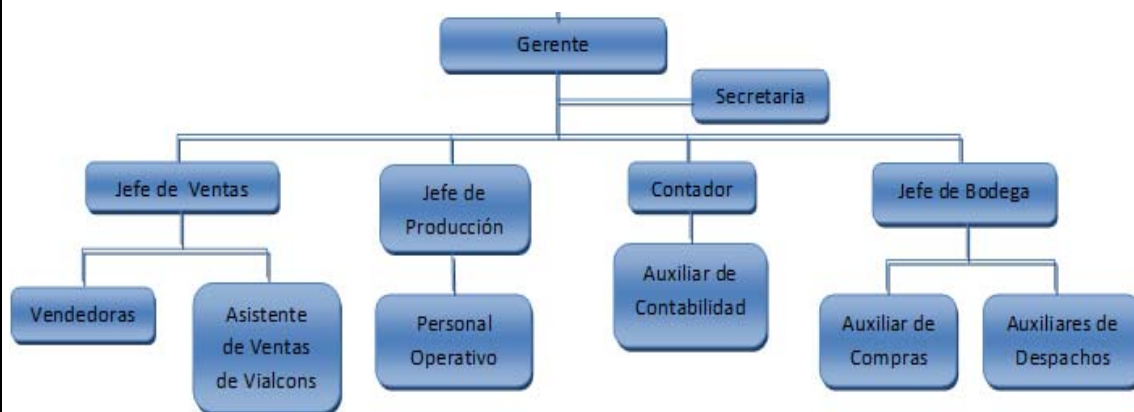 Gerente
Secretaria
Jefe de Ventas
Jefe de
Producción
Contador
Jefe de Bodega
Vendedoras
Asistente
de Ventas
de Vialcons
Personal
Operativo
Auxiliar de
Contabilidad
Auxiliar de
Compras
Auxiliares de
Despachos